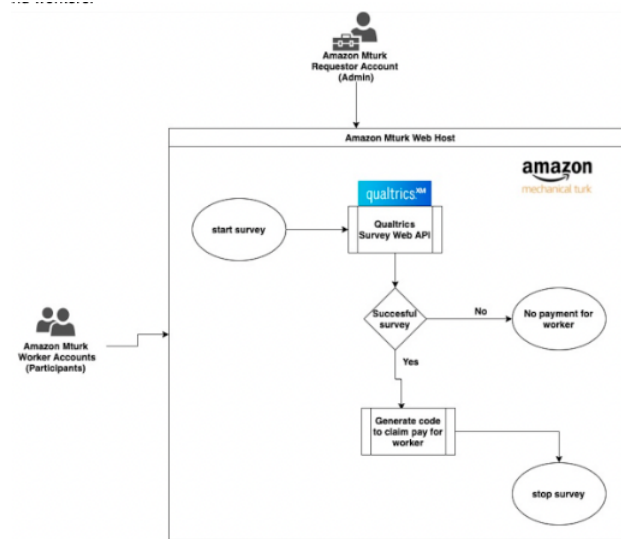 via workers.
Amazon Mturk
Requestor Account
(Admin)
Amazon Mturk Web Host
amazon
mechanical turk
qualtrics.XM
start survey
Qualtrics
Survey Web API
Succesful
survey
No
No payment for
worker
Amazon Mturk
Worker Accounts
(Participants)
Yes
Generate code
to claim pay for
worker
stop survey